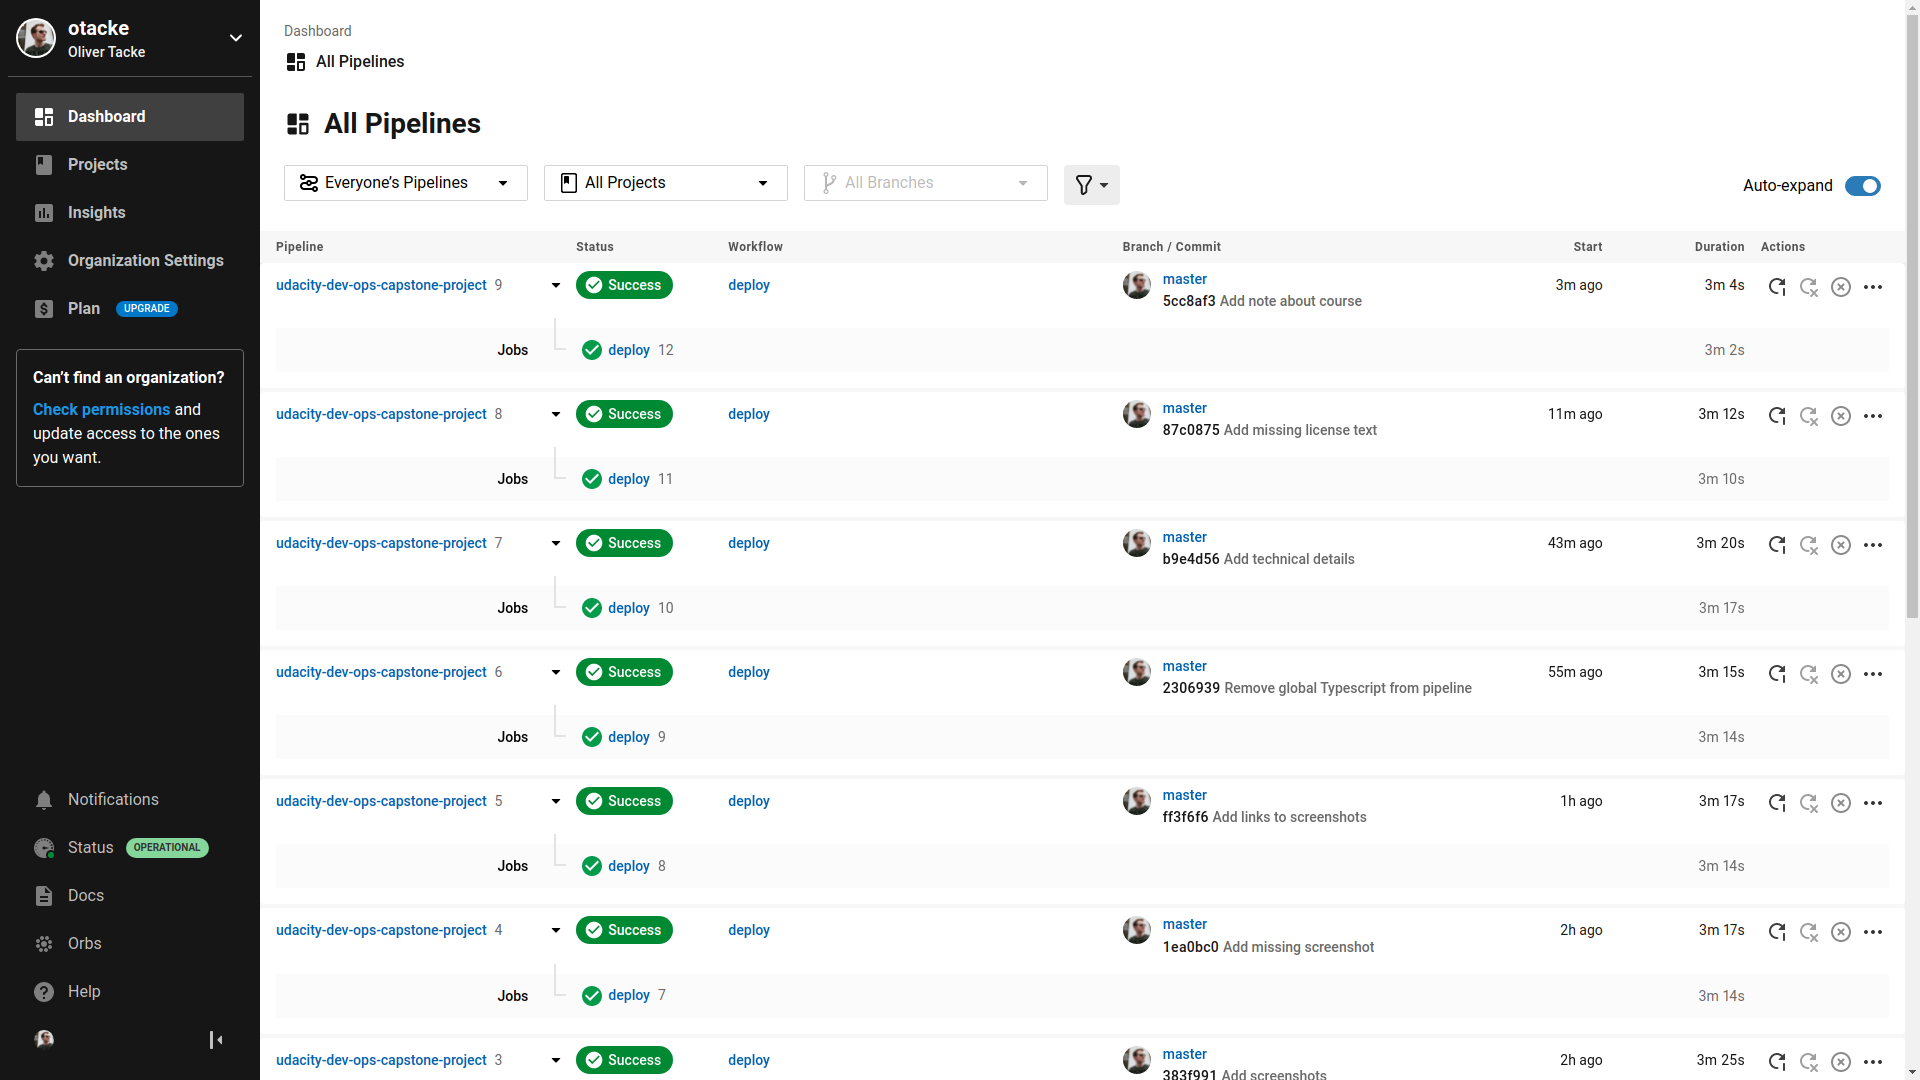 otacke
Oliver Tacke
Dashboard
Projects
Insights
Organization Settings
Plan UPGRADE
Can't find an organization?
Check permissions and
update access to the ones
you want.
Notifications
Status OPERATIONAL
Docs
Orbs
Help
Dashboard
All Pipelines
All Pipelines
Everyone's Pipelines All Projects All Branches Auto-expand
Pipeline Status Workflow Branch / Commit Start Duration Actions
udacity-dev-ops-capstone-project 9 Success deploy master 3m ago 3m 4s
5cc8af3 Add note about course
Jobs deploy 12 3m 2s
udacity-dev-ops-capstone-project 8 Success deploy master 11m ago 3m 12s
87c0875 Add missing license text
Jobs deploy 11 3m 10s
udacity-dev-ops-capstone-project 7 Success deploy master 43m ago 3m 20s
b9e4d56 Add technical details
Jobs deploy 10 3m 17s
udacity-dev-ops-capstone-project 6 Success deploy master 55m ago 3m 15s
2306939 Remove global Typescript from pipeline
Jobs deploy 9 3m 14s
udacity-dev-ops-capstone-project 5 Success deploy master 1h ago 3m 17s
ff3f6f6 Add links to screenshots
Jobs deploy 8 3m 14s
udacity-dev-ops-capstone-project 4 Success deploy master 2h ago 3m 17s
1ea0bc0 Add missing screenshot
Jobs deploy 7 3m 14s
udacity-dev-ops-capstone-project 3 Success deploy master 2h ago 3m 25s
383f991 Add screenshots